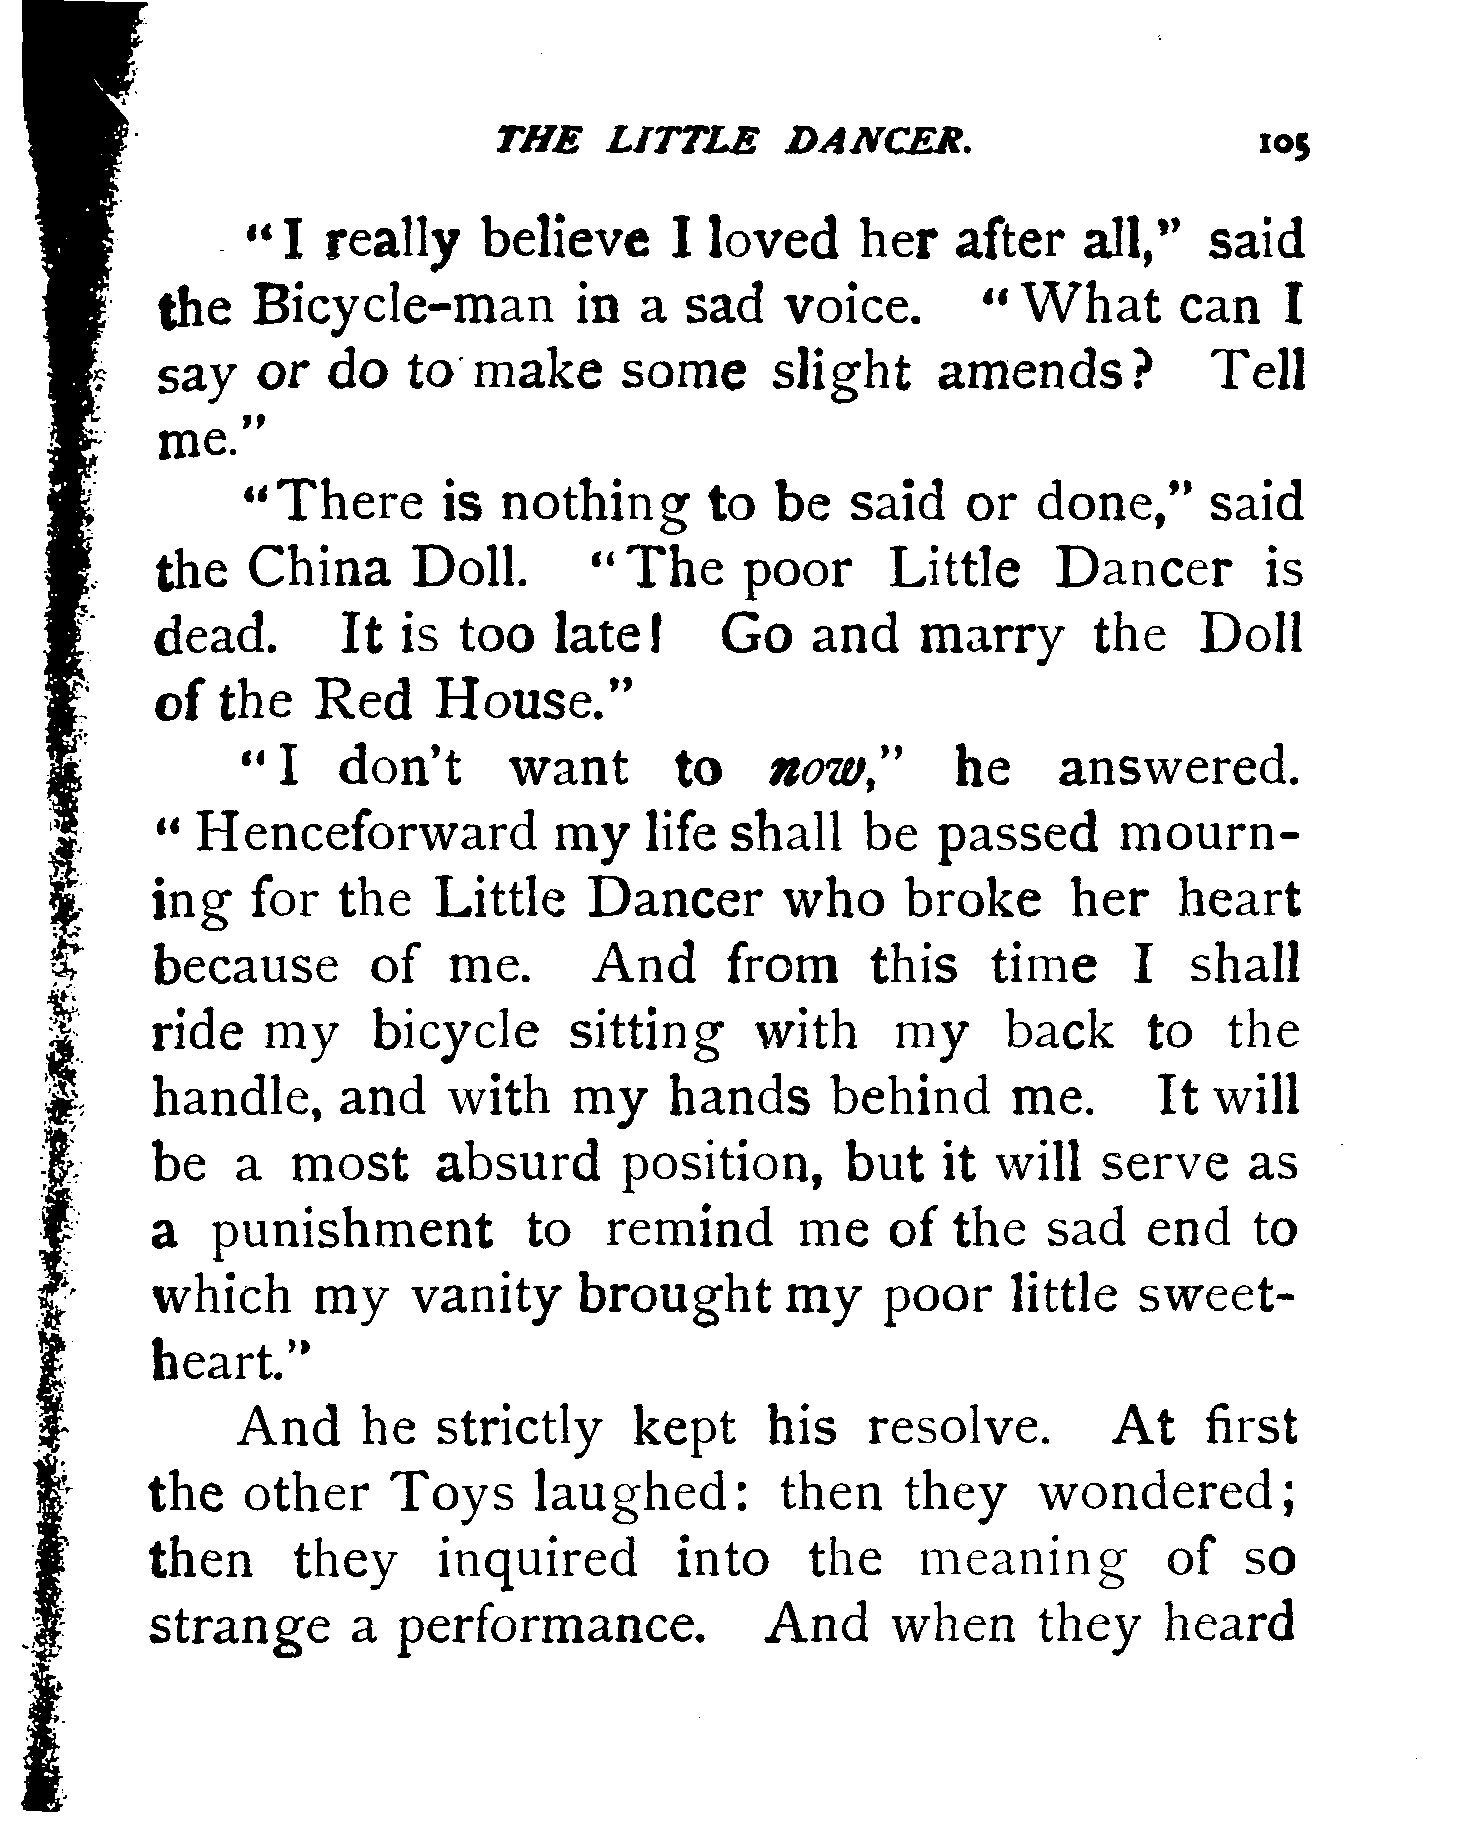 THE LITTLE DANCER. 105
"I really believe I loved her after all," said
the Bicycle-man in a sad voice. "What can I
say or do to make some slight amends? Tell
me."
"There is nothing to be said or done," said
the China Doll. "The poor Little Dancer is
dead. It is too late! Go and marry the Doll
of the Red House."
"I don't want to now," he answered.
"Henceforward my life shall be passed mourn-
ing for the Little Dancer who broke her heart
because of me. And from this time I shall
ride my bicycle sitting with my back to the
handle, and with my hands behind me. It will
be a most absurd position, but it will serve as
a punishment to remind me of the sad end to
which my vanity brought my poor little sweet-
heart."
And he strictly kept his resolve. At first
the other Toys laughed: then they wondered;
then they inquired into the meaning of so
strange a performance. And when they heard